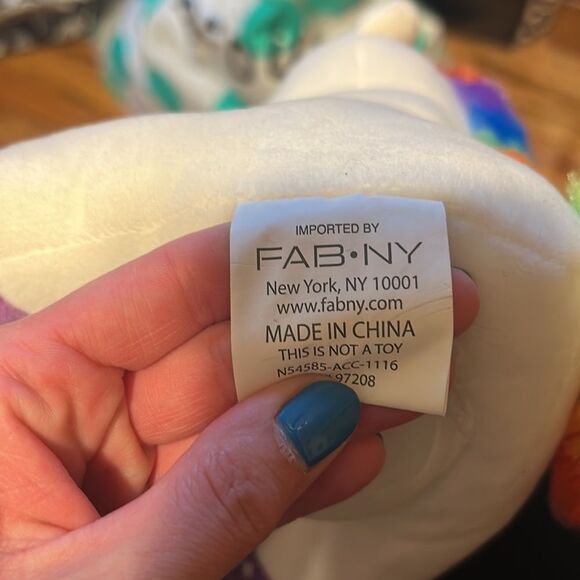 IMPORTED BY
FAB•NY
New York, NY 10001
www.fabny.com
MADE IN CHINA
THIS IS NOT A TOY
N54585-ACC-1116
97208